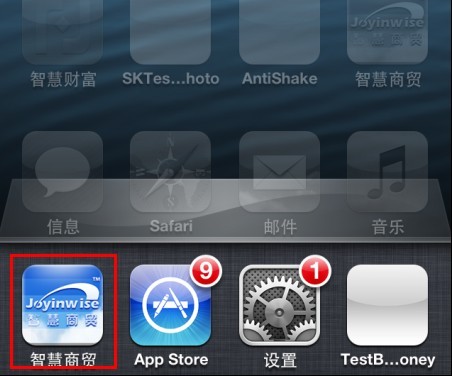 Joyinwise
智慧商贸
智慧财富
SKTes...hoto
AntiShake
智慧商贸
信息
Safari
邮件
音乐
TM
Joyinwise
智慧商贸
9
1
智慧商贸
App Store
设置
TestB...oney